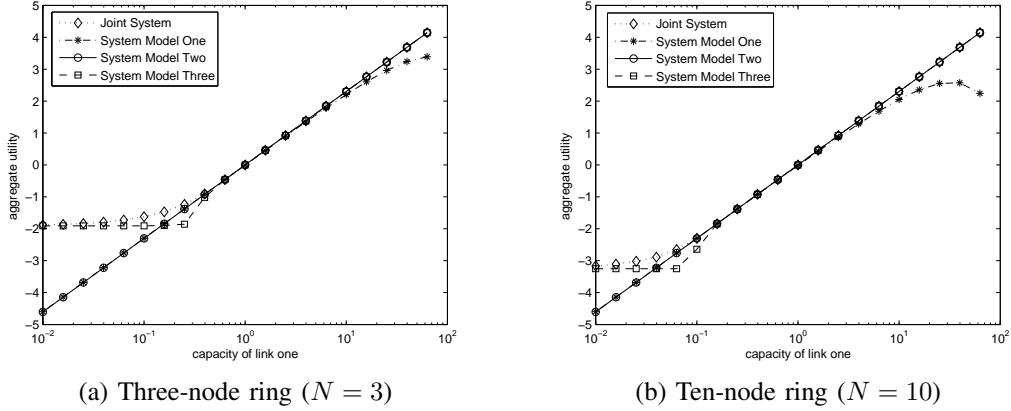 Joint System
System Model One
System Model Two
System Model Three
5
4
3
2
1
0
−1
−2
−3
−4
−5
aggregate utility
10^−2
10^−1
10^0
10^1
10^2
capacity of link one
(a) Three-node ring (N = 3)
Joint System
System Model One
System Model Two
System Model Three
5
4
3
2
1
0
−1
−2
−3
−4
−5
aggregate utility
10^−2
10^−1
10^0
10^1
10^2
capacity of link one
(b) Ten-node ring (N = 10)